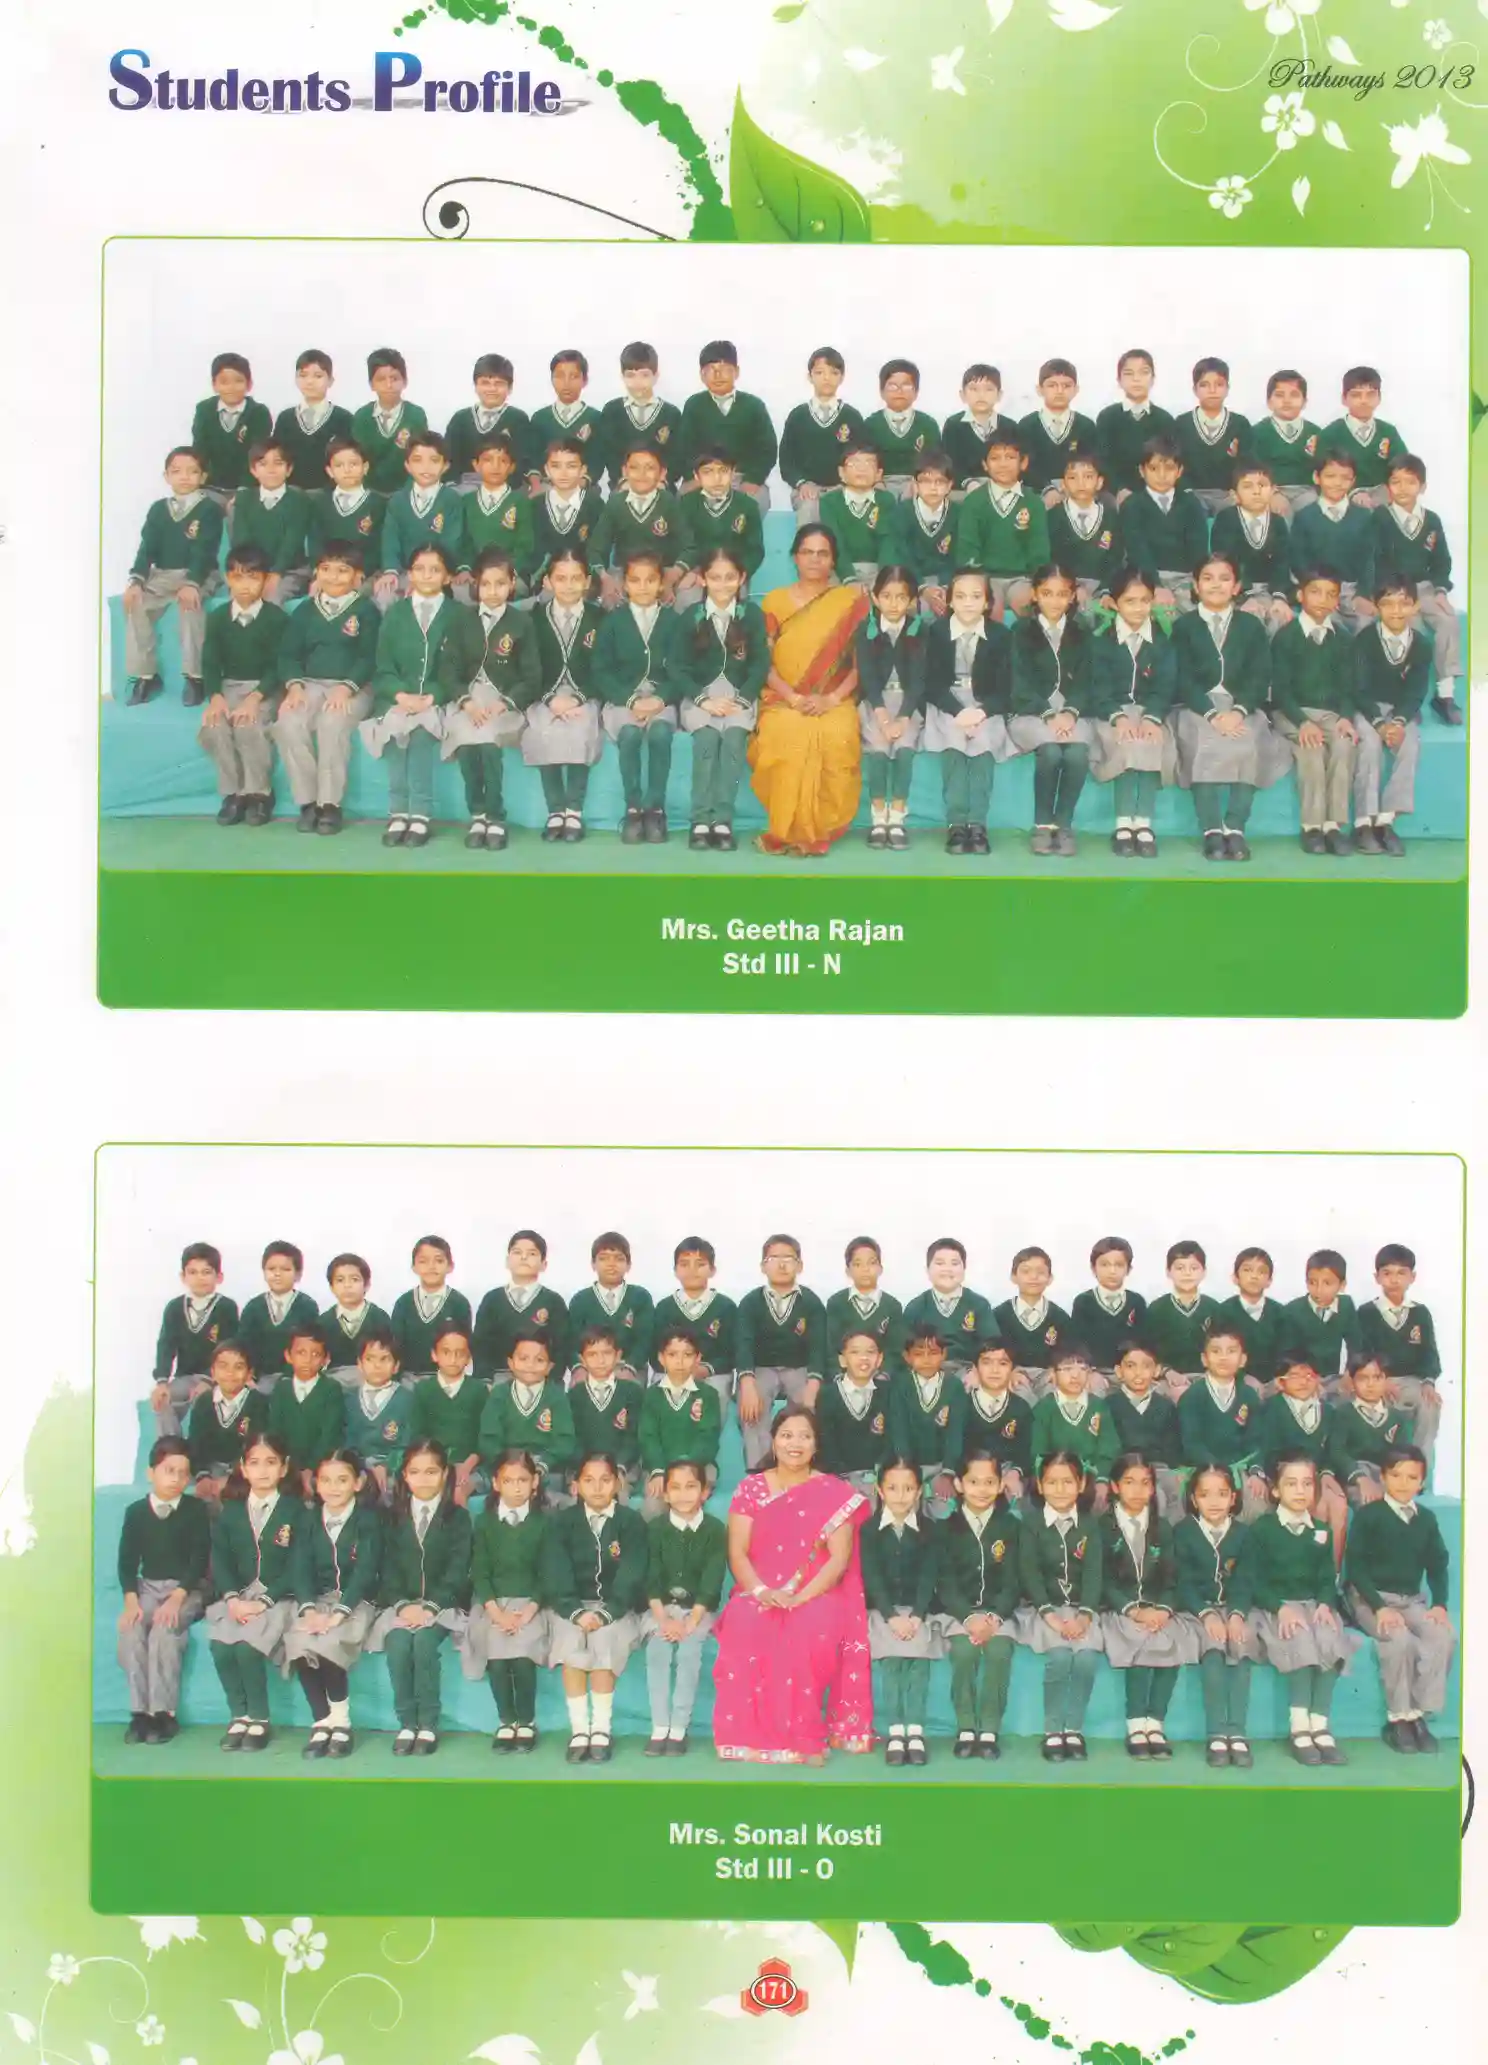 Students Profile
Pathways 2013
Mrs. Geetha Rajan
Std III - N
Mrs. Sonal Kosti
Std III - O
171